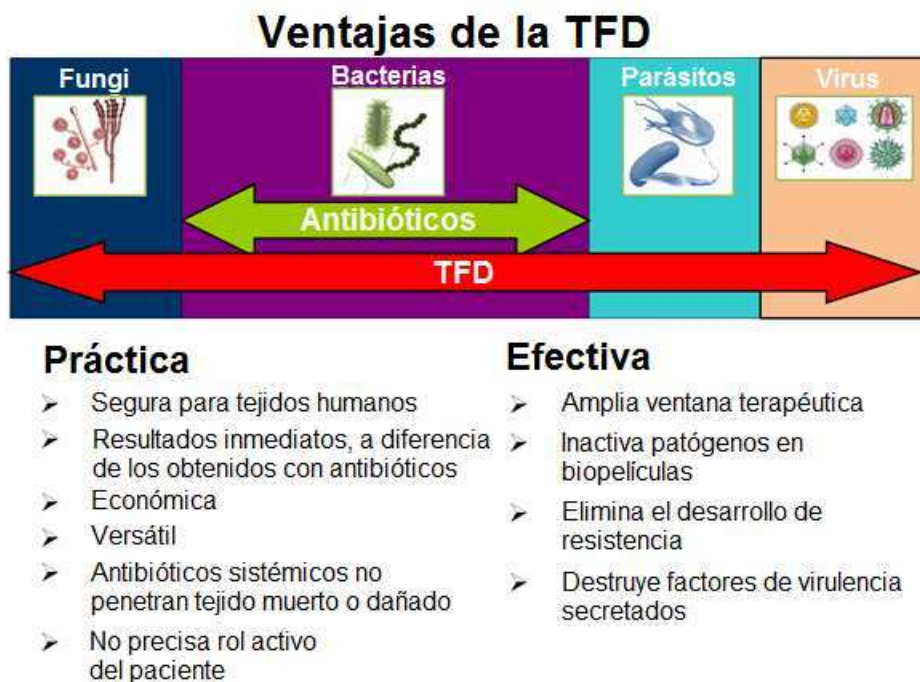 Ventajas de la TFD
Fungi
Bacterias
Parásitos
Virus
Antibióticos
TFD
Práctica
Segura para tejidos humanos
Resultados inmediatos, a diferencia
de los obtenidos con antibióticos
Económica
Versátil
Antibióticos sistémicos no
penetran tejido muerto o dañado
No precisa rol activo
del paciente
Efectiva
Amplia ventana terapéutica
Inactiva patógenos en
biopelículas
Elimina el desarrollo de
resistencia
Destruye factores de virulencia
secretados